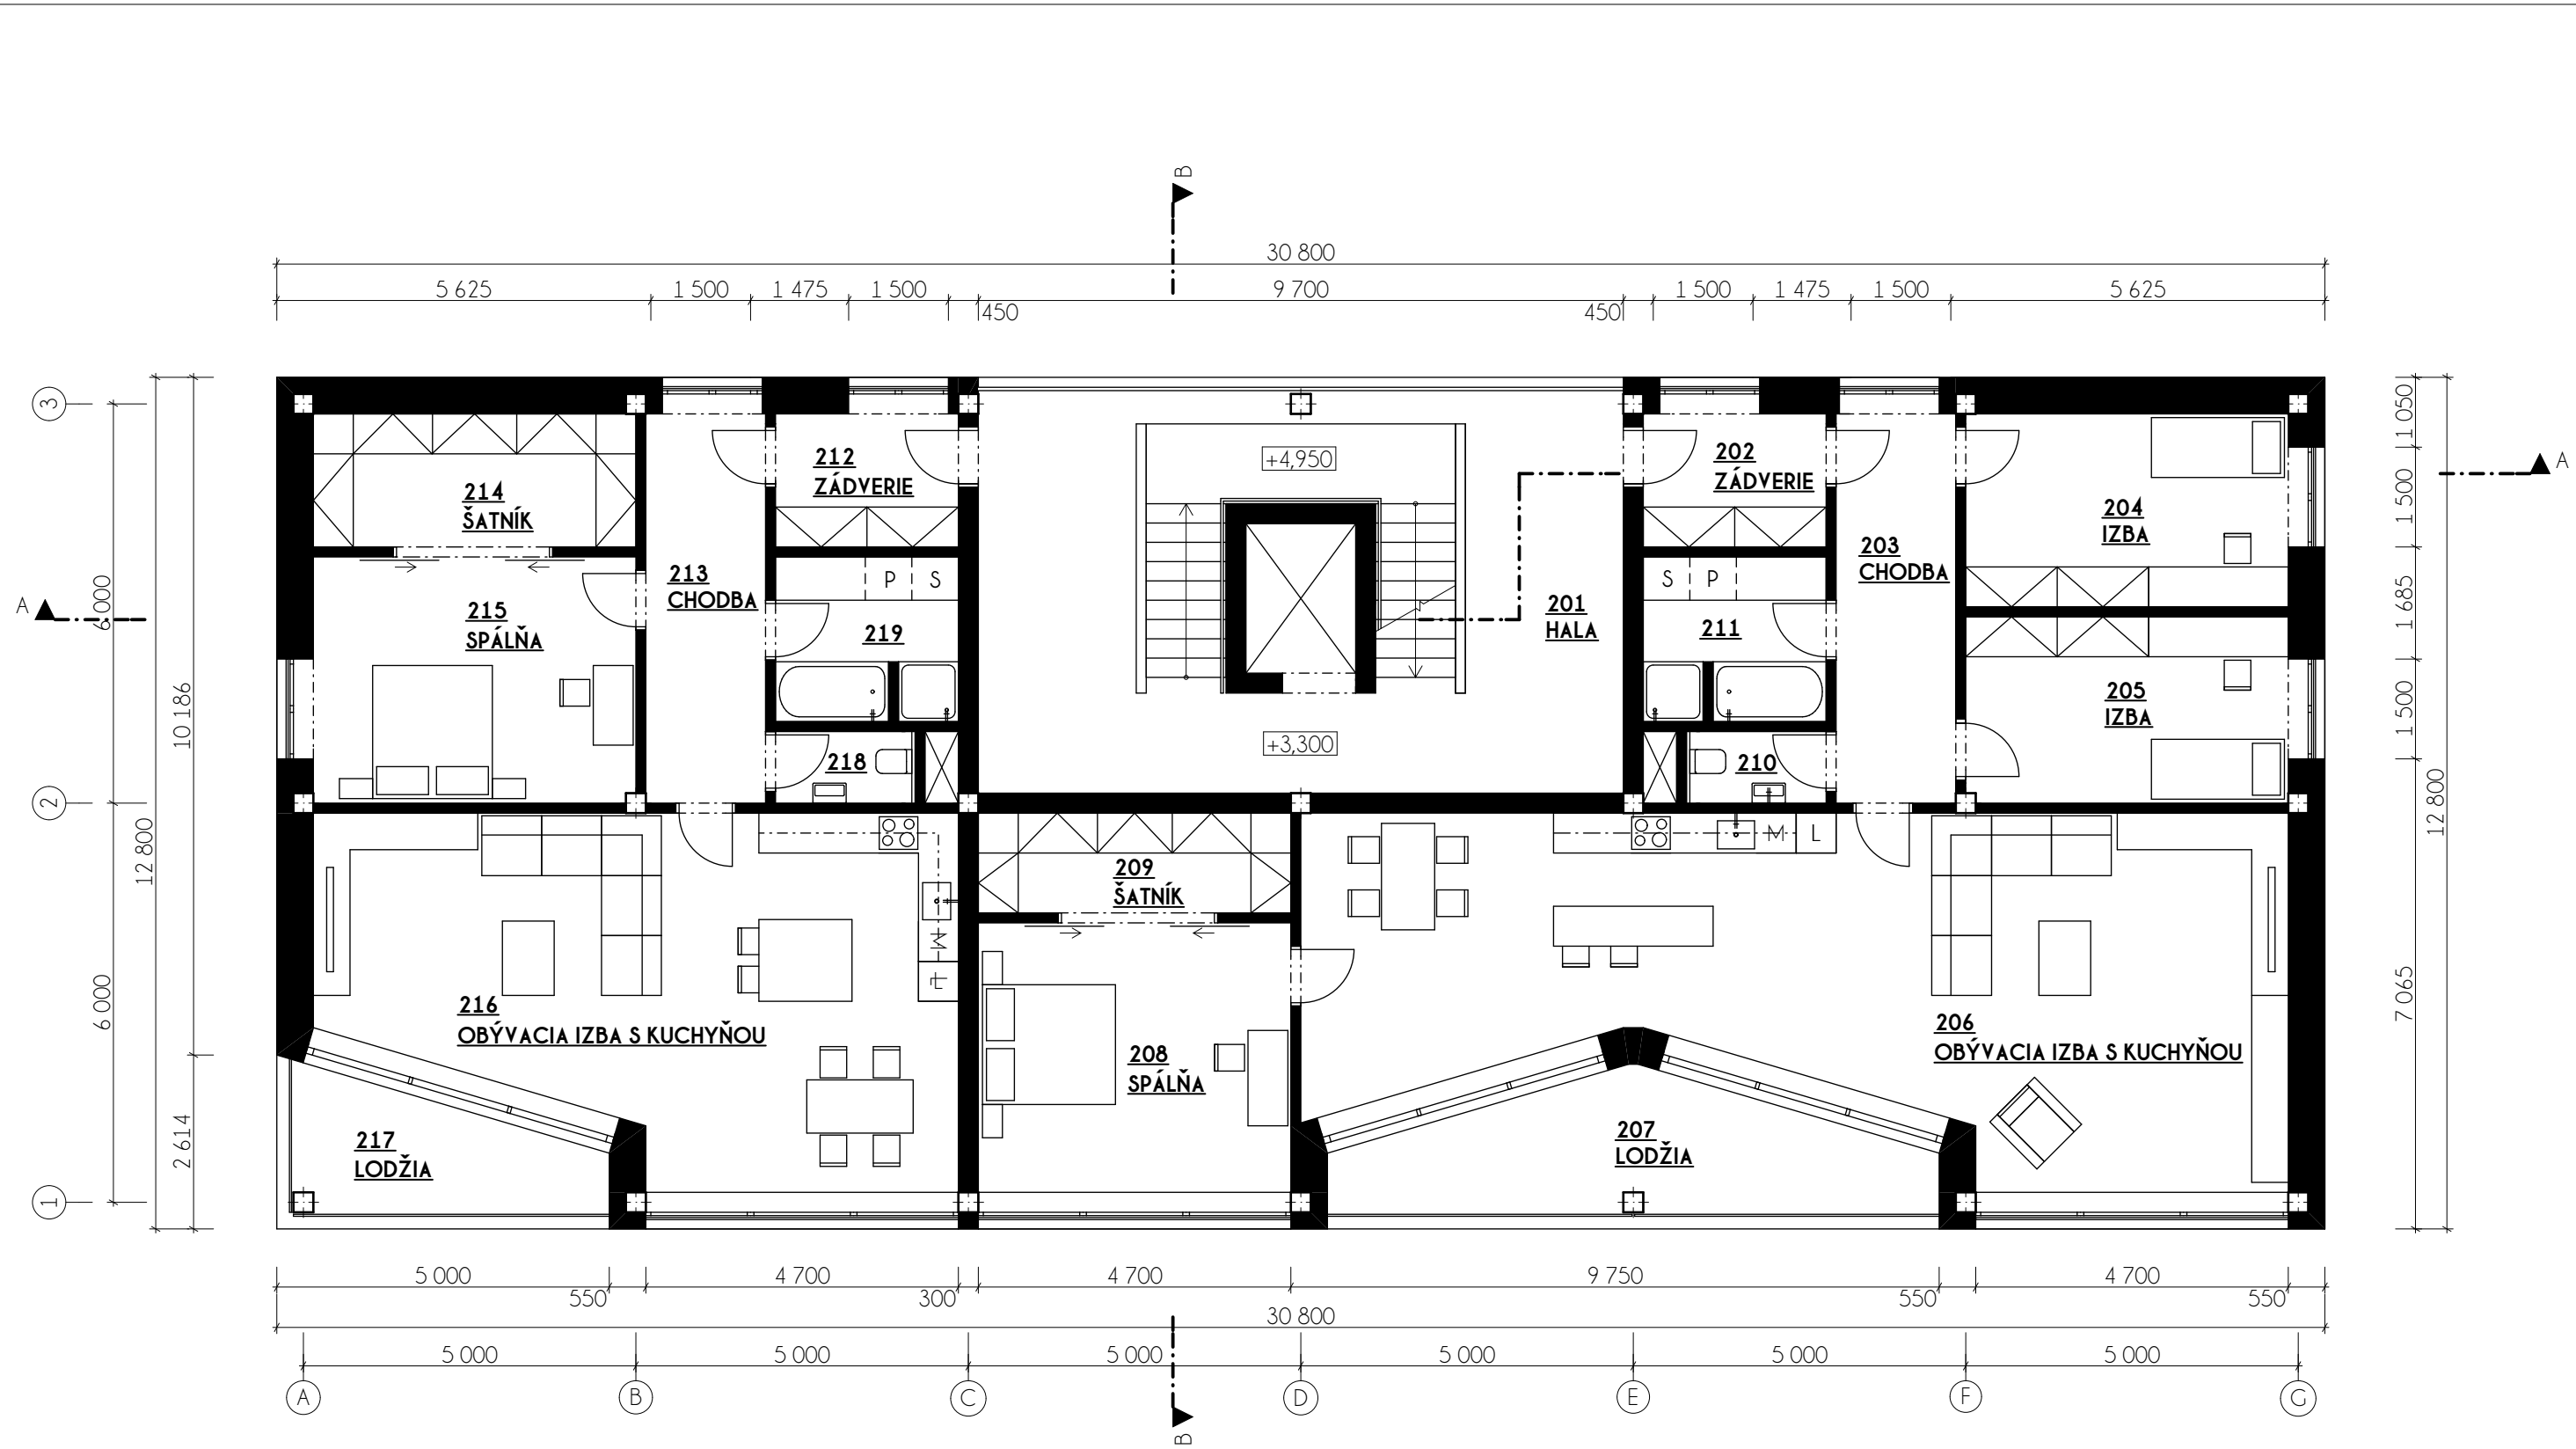 B
30 800
5 625
1 500
1 475
1 500
9 700
1 500
1 475
1 500
5 625
450
450
3
2
1
A
A
6 000
6 000
12 800
10 186
2 614
1 050
1 500
1 685
1 500
7 065
12 800
+4,950
+3,300
214
ŠATNÍK
215
SPÁLŇA
213
CHODBA
212
ZÁDVERIE
P
S
219
218
201
HALA
202
ZÁDVERIE
S
P
211
210
203
CHODBA
204
IZBA
205
IZBA
216
OBÝVACIA IZBA S KUCHYŇOU
M
L
217
LODŽIA
209
ŠATNÍK
208
SPÁLŇA
M
L
207
LODŽIA
206
OBÝVACIA IZBA S KUCHYŇOU
5 000
4 700
4 700
9 750
4 700
550
300
550
550
30 800
5 000
5 000
5 000
5 000
5 000
5 000
A
B
C
D
E
F
G
B